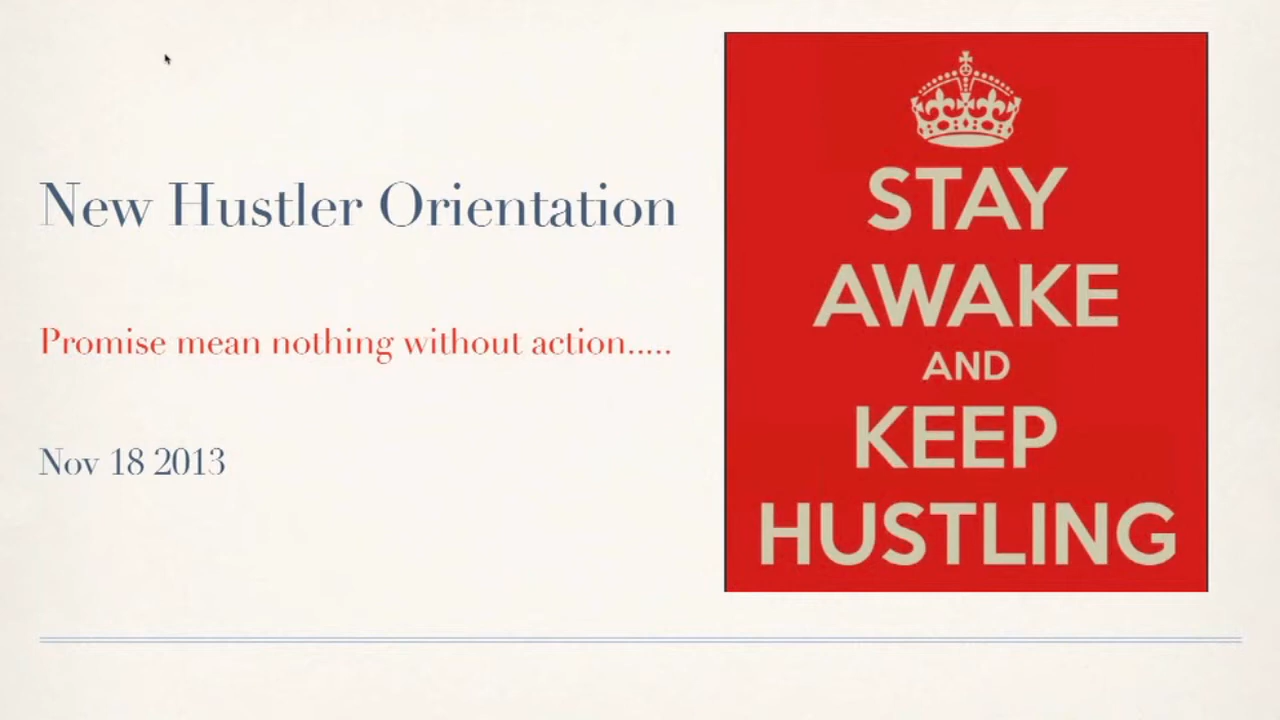 New Hustler Orientation
Promise mean nothing without action.....
Nov 18 2013
STAY
AWAKE
AND
KEEP
HUSTLING